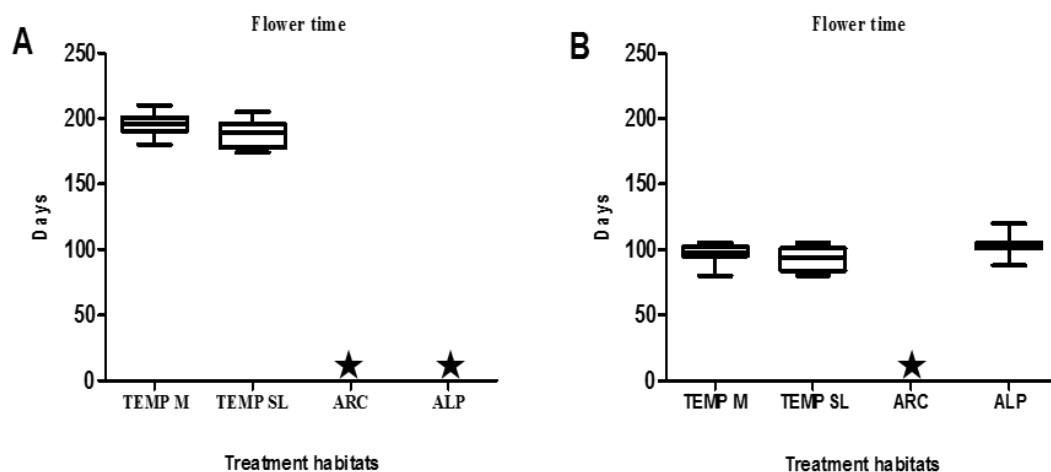 A
Flower time
250
200
150
100
50
0
Days
TEMP M TEMP SL ARC ALP
Treatment habitats
B
Flower time
250
200
150
100
50
0
Days
TEMP M TEMP SL ARC ALP
Treatment habitats